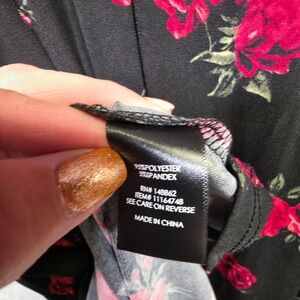 95%POLYESTER
5%SPANDEX
RN# 148862
ITEM# 11164748
SEE CARE ON REVERSE
MADE IN CHINA